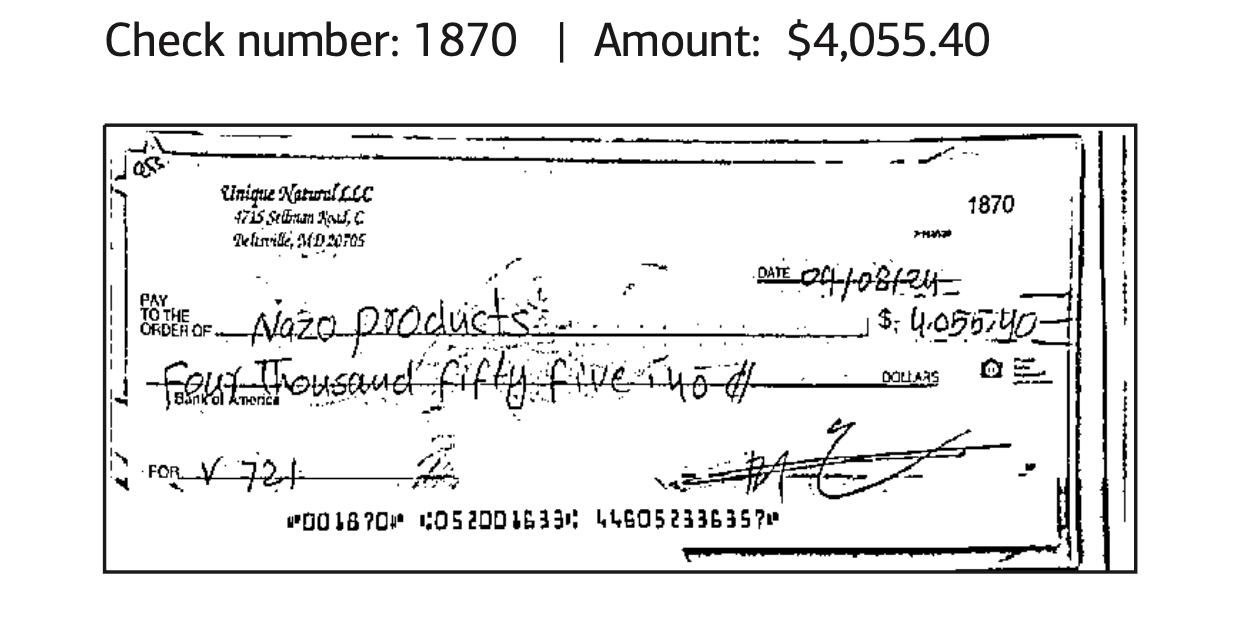 Check number: 1870 | Amount: $4,055.40
Unique Natural LLC
4715 Sellman Road, C
Beltsville, MD 20705
1870
DATE 09/08/24
PAY
TO THE
ORDER OF Nazo products
$ 4,055.40
Four Thousand fifty five
DOLLARS
Bank of America
FOR V 721
⑈001870⑈ ⑆052001633⑆ 446052336357⑈